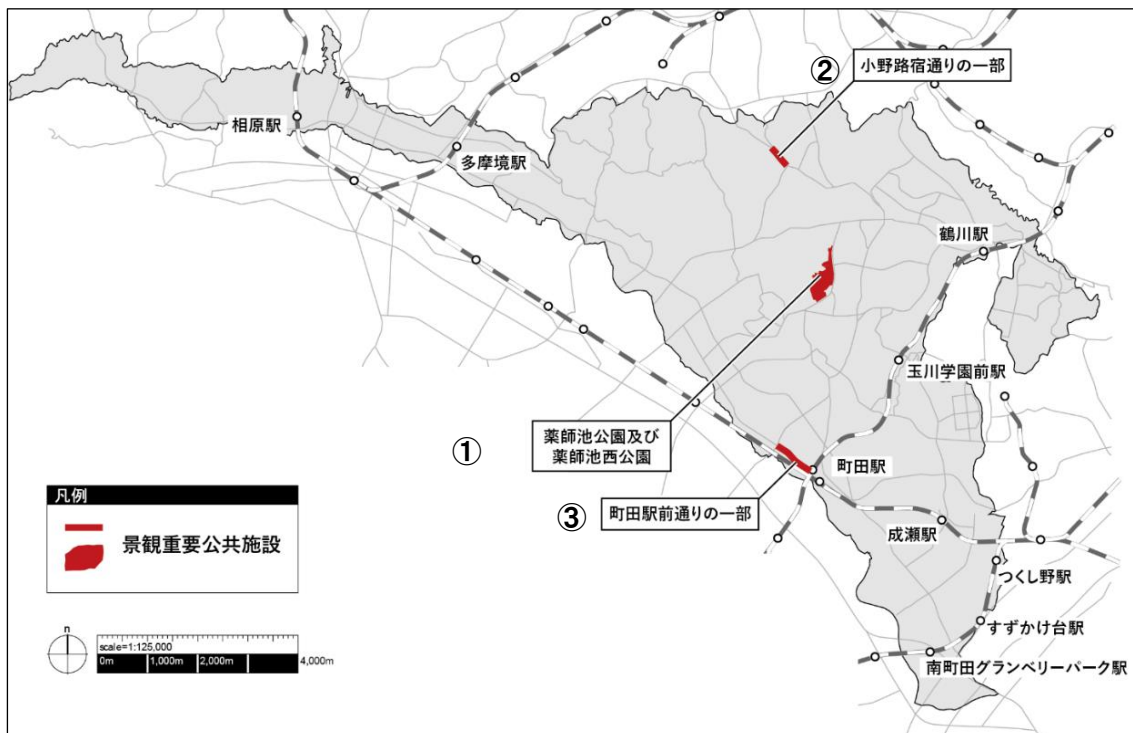 ②
小野路宿通りの一部
相原駅
多摩境駅
鶴川駅
玉川学園前駅
①
薬師池公園及び
薬師池西公園
町田駅
③
町田駅前通りの一部
成瀬駅
つくし野駅
すずかけ台駅
南町田グランベリーパーク駅
凡例
景観重要公共施設
n
scale=1:125,000
0m
1,000m
2,000m
4,000m